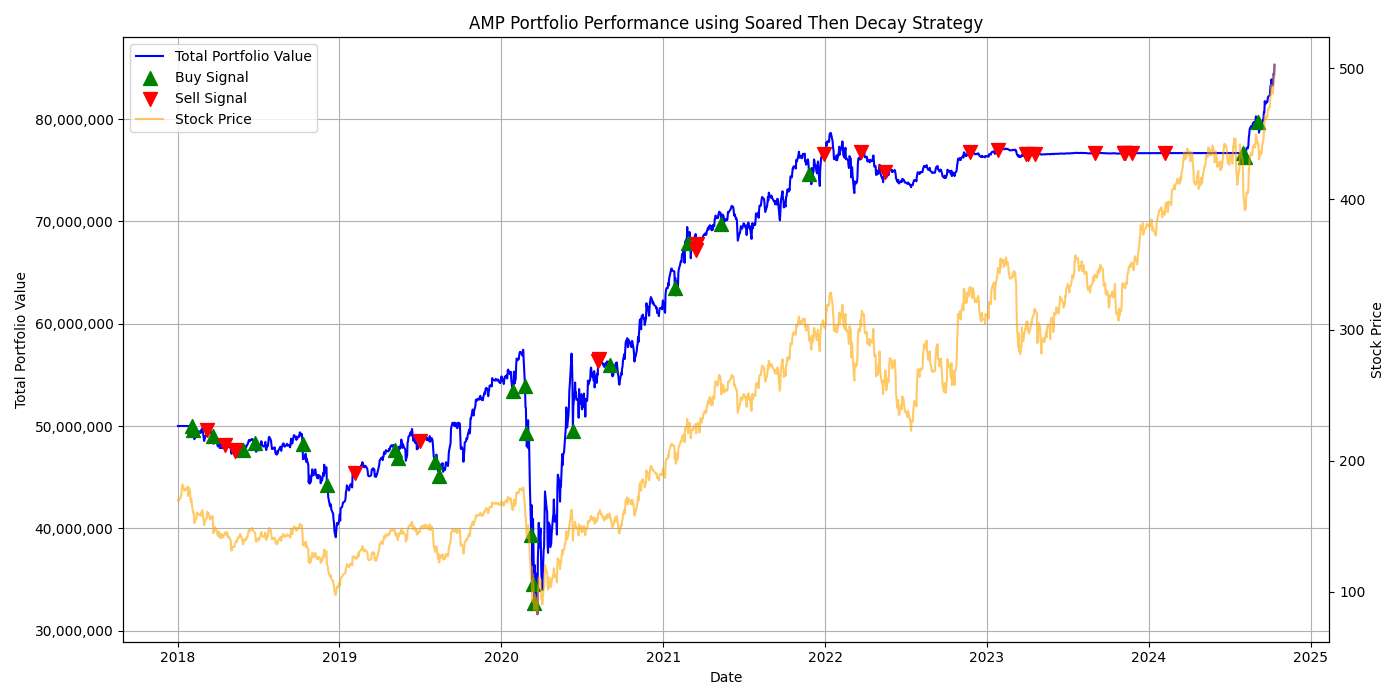 AMP Portfolio Performance using Soared Then Decay Strategy
Total Portfolio Value
Buy Signal
Sell Signal
Stock Price
80,000,000
70,000,000
60,000,000
50,000,000
40,000,000
30,000,000
Total Portfolio Value
500
400
300
200
100
Stock Price
2018
2019
2020
2021
2022
2023
2024
2025
Date